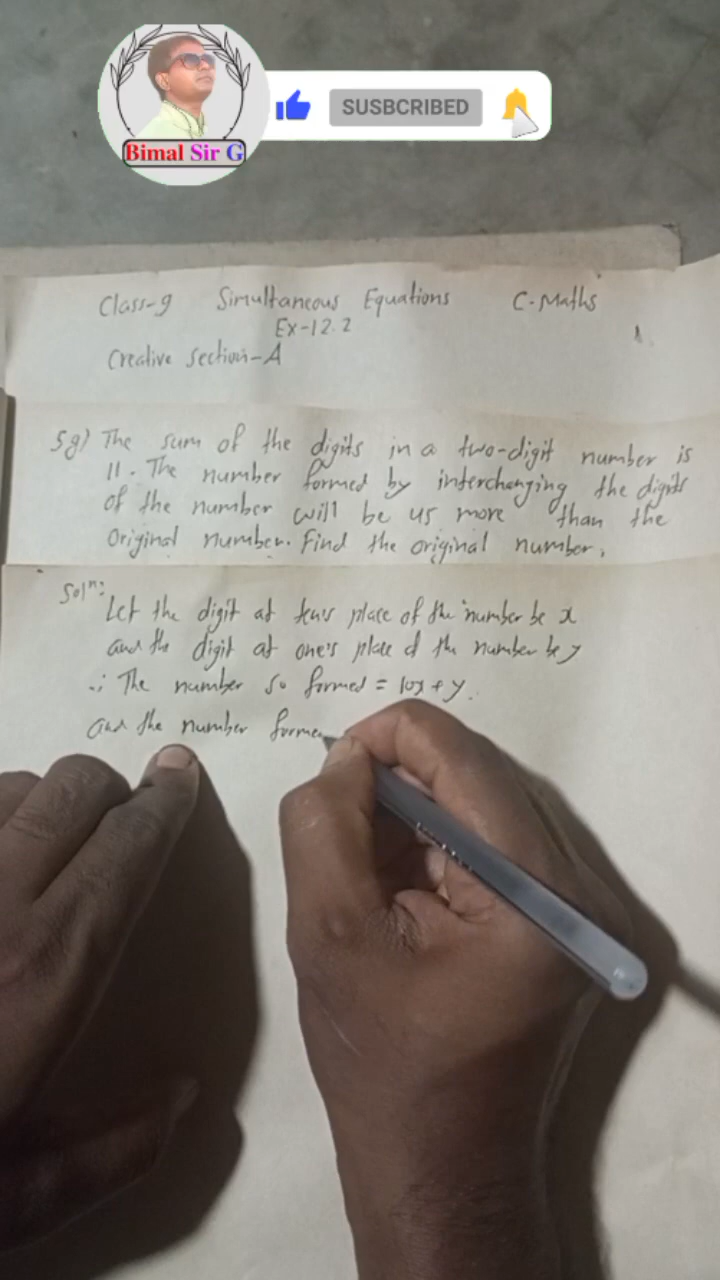 Bimal Sir G
SUSBCRIBED
Class-9 Simultaneous Equations C. Maths
Ex-12.2
Creative section-A
5g) The sum of the digits in a two-digit number is
11. The number formed by interchanging the digits
of the number will be 45 more than the
original number. Find the original number.
Solⁿ:
Let the digit at ten's place of the number be x
and the digit at one's place of the number be y
∴ The number so formed = 10x + y.
and the number forme